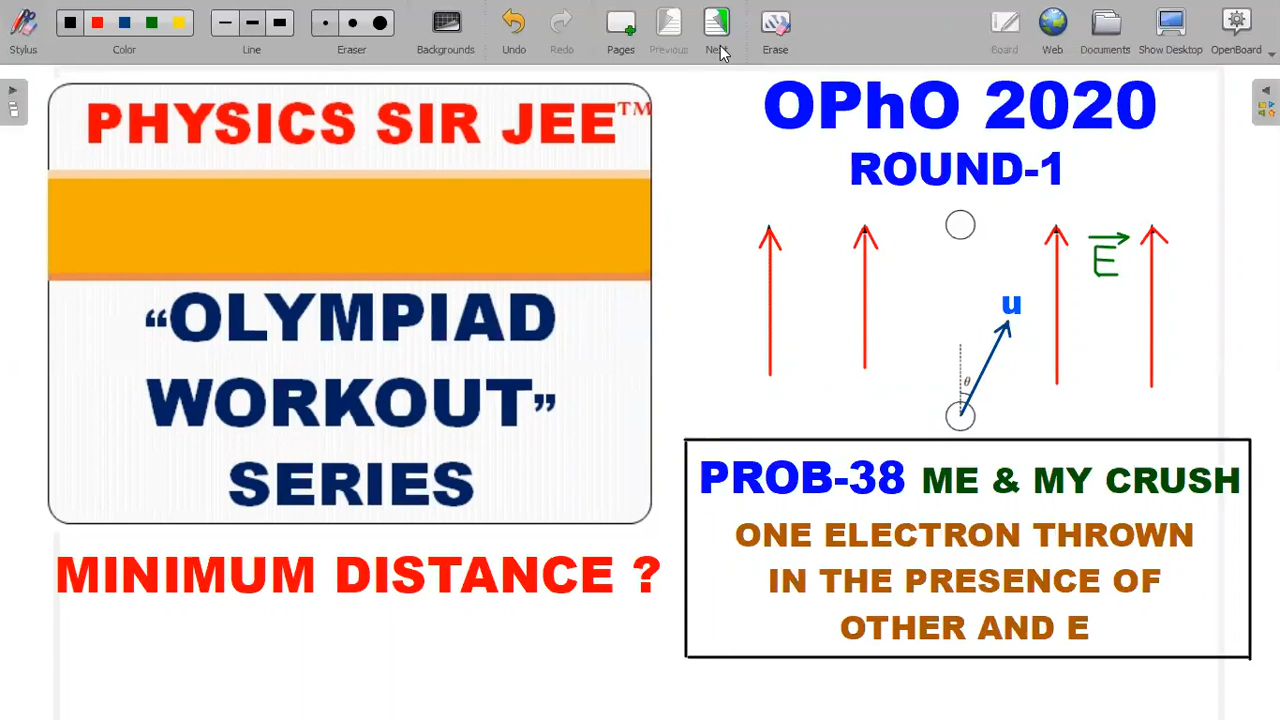 Stylus
Color
Line
Eraser
Backgrounds
Undo
Redo
Pages
Previous
Next
Erase
Board
Web
Documents
Show Desktop
OpenBoard
PHYSICS SIR JEE™
“OLYMPIAD
WORKOUT”
SERIES
MINIMUM DISTANCE ?
OPhO 2020
ROUND-1
E
u
θ
PROB-38 ME & MY CRUSH
ONE ELECTRON THROWN
IN THE PRESENCE OF
OTHER AND E